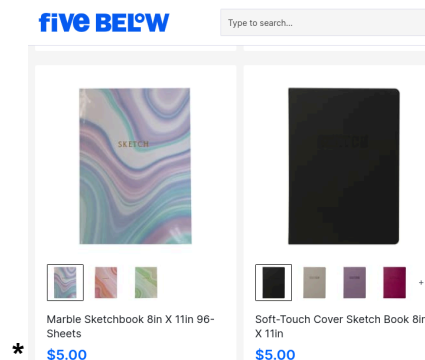 five BELOW
Type to search...
SKETCH
+
Marble Sketchbook 8in X 11in 96-
Sheets
$5.00
Soft-Touch Cover Sketch Book 8in
X 11in
$5.00
*